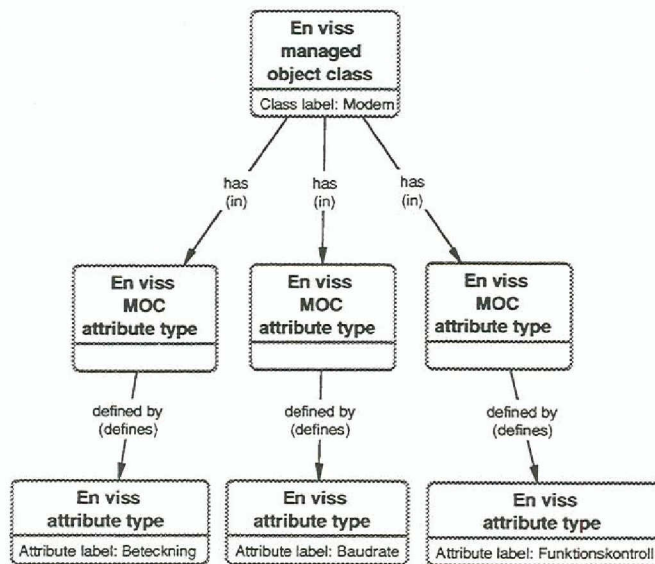 En viss
managed
object class
Class label: Modem
has
(in)
has
(in)
has
(in)
En viss
MOC
attribute type
En viss
MOC
attribute type
En viss
MOC
attribute type
defined by
(defines)
defined by
(defines)
defined by
(defines)
En viss
attribute type
Attribute label: Beteckning
En viss
attribute type
Attribute label: Baudrate
En viss
attribute type
Attribute label: Funktionskontroll